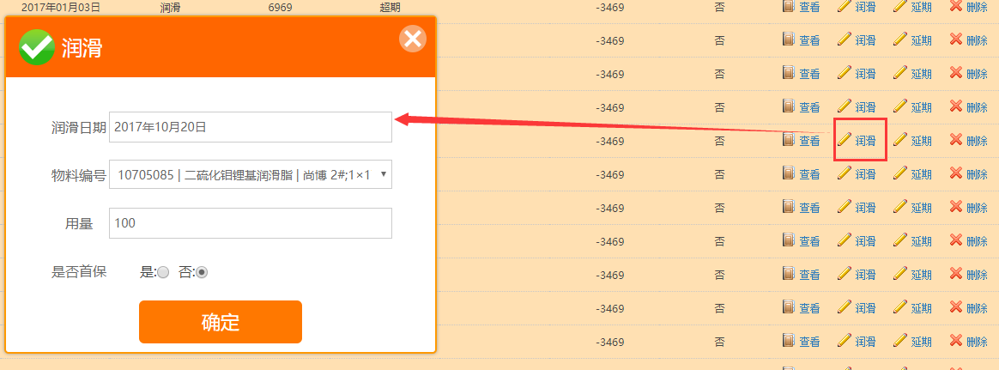 2017年01月03日 润滑 6969 超期 -3469 否 查看 润滑 延期 删除
润滑
-3469 否 查看 润滑 延期 删除
-3469 否 查看 润滑 延期 删除
-3469 否 查看 润滑 延期 删除
润滑日期 2017年10月20日
-3469 否 查看 润滑 延期 删除
物料编号 10705085 | 二硫化钼锂基润滑脂 | 尚博 2#;1×1
-3469 否 查看 润滑 延期 删除
-3469 否 查看 润滑 延期 删除
用量 100
-3469 否 查看 润滑 延期 删除
是否首保 是: 否:
-3469 否 查看 润滑 延期 删除
-3469 否 查看 润滑 延期 删除
确定
-3469 否 查看 润滑 延期 删除